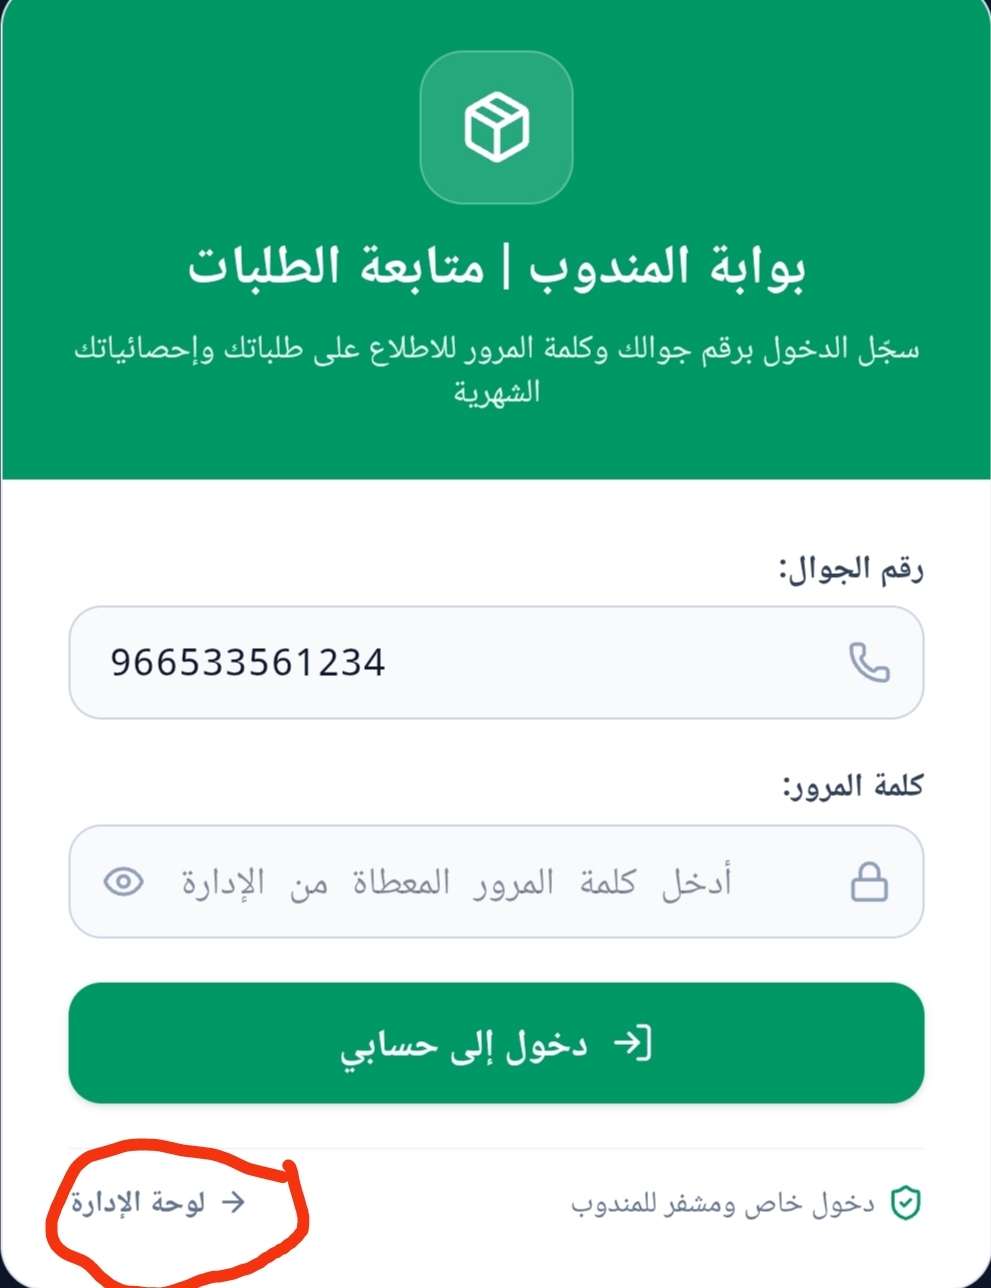 بوابة المندوب | متابعة الطلبات
سجّل الدخول برقم جوالك وكلمة المرور للاطلاع على طلباتك وإحصائياتك
الشهرية
رقم الجوال:
966533561234
كلمة المرور:
أدخل كلمة المرور المعطاة من الإدارة
دخول إلى حسابي
دخول خاص ومشفر للمندوب
لوحة الإدارة